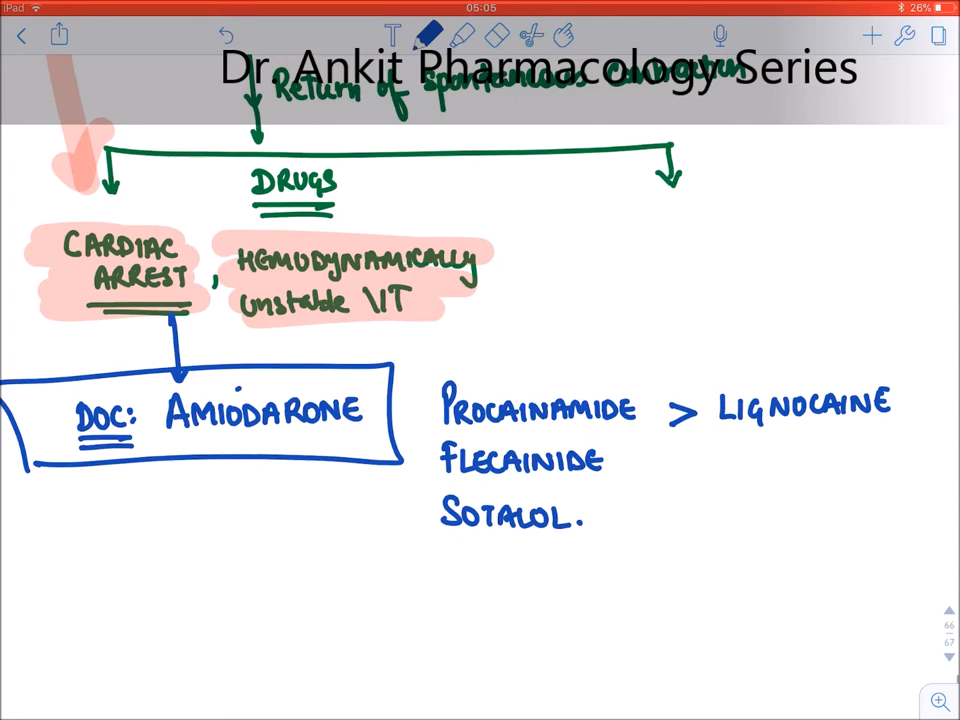 iPad 05:05 26%
T
Dr. Ankit Pharmacology Series
Return of spontaneous
DRUGS
CARDIAC
ARREST ,
HEMODYNAMICALLY
Unstable VT
DOC: AMIODARONE
PROCAINAMIDE > LIGNOCAINE
FLECAINIDE
SOTALOL.
66
67